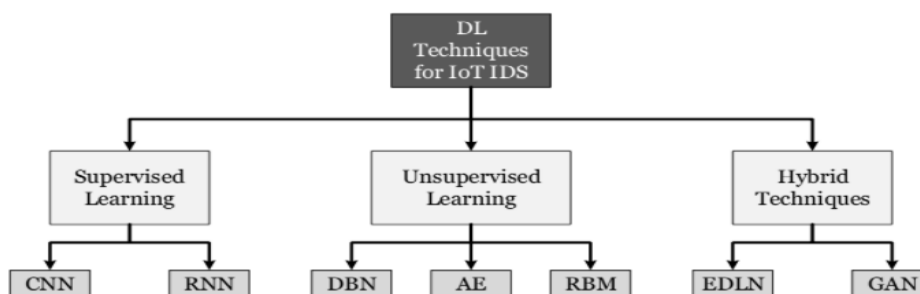 DL
Techniques
for IoT IDS
Supervised
Learning
Unsupervised
Learning
Hybrid
Techniques
CNN
RNN
DBN
AE
RBM
EDLN
GAN